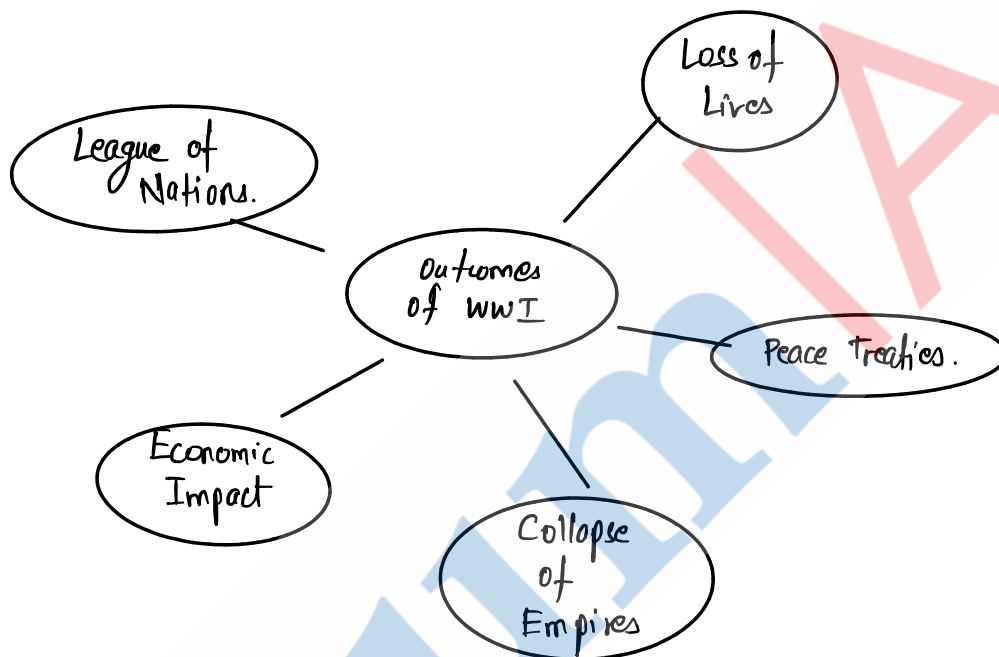 Loss of
Lives
League of
Nations.
Outcomes
of WWI
Peace Treaties.
Economic
Impact
Collapse
of
Empires